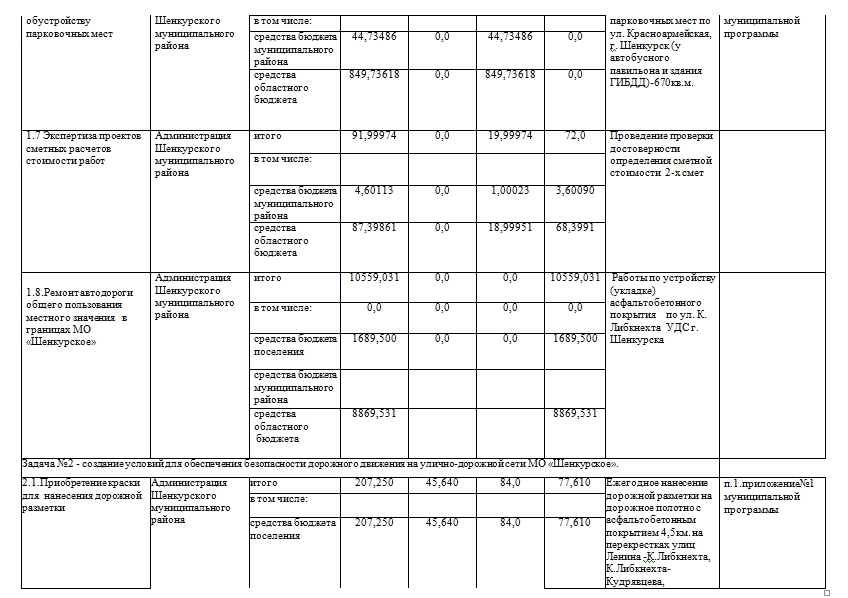 обустройству парковочных мест
Шенкурского муниципального района
в том числе:
средства бюджета муниципального района
44,73486 0,0 44,73486 0,0
средства областного бюджета
849,73618 0,0 849,73618 0,0
парковочных мест по ул. Красноармейская, г. Шенкурск (у автобусного павильона и здания ГИБДД)-670кв.м.
муниципальной программы
1.7 Экспертиза проектов сметных расчетов стоимости работ
Администрация Шенкурского муниципального района
итого 91,99974 0,0 19,99974 72,0
в том числе:
средства бюджета муниципального района
4,60113 0,0 1,00023 3,60090
средства областного бюджета
87,39861 0,0 18,99951 68,3991
Проведение проверки достоверности определения сметной стоимости 2-х смет
1.8.Ремонт автодороги общего пользования местного значения в границах МО «Шенкурское»
Администрация Шенкурского муниципального района
итого 10559,031 0,0 0,0 10559,031
в том числе: 0,0 0,0 0,0 0,0
средства бюджета поселения
1689,500 0,0 0,0 1689,500
средства бюджета муниципального района
средства областного бюджета
8869,531 8869,531
Работы по устройству (укладке) асфальтобетонного покрытия по ул. К. Либкнехта УДС г. Шенкурска
Задача №2 - создание условий для обеспечения безопасности дорожного движения на улично-дорожной сети МО «Шенкурское».
2.1.Приобретение краски для нанесения дорожной разметки
Администрация Шенкурского муниципального района
итого 207,250 45,640 84,0 77,610
в том числе:
средства бюджета поселения
207,250 45,640 84,0 77,610
Ежегодное нанесение дорожной разметки на дорожное полотно с асфальтобетонным покрытием 4,5км. на перекрестках улиц Ленина -К.Либкнехта, К.Либкнехта-Кудрявцева,
п.1.приложение№1 муниципальной программы